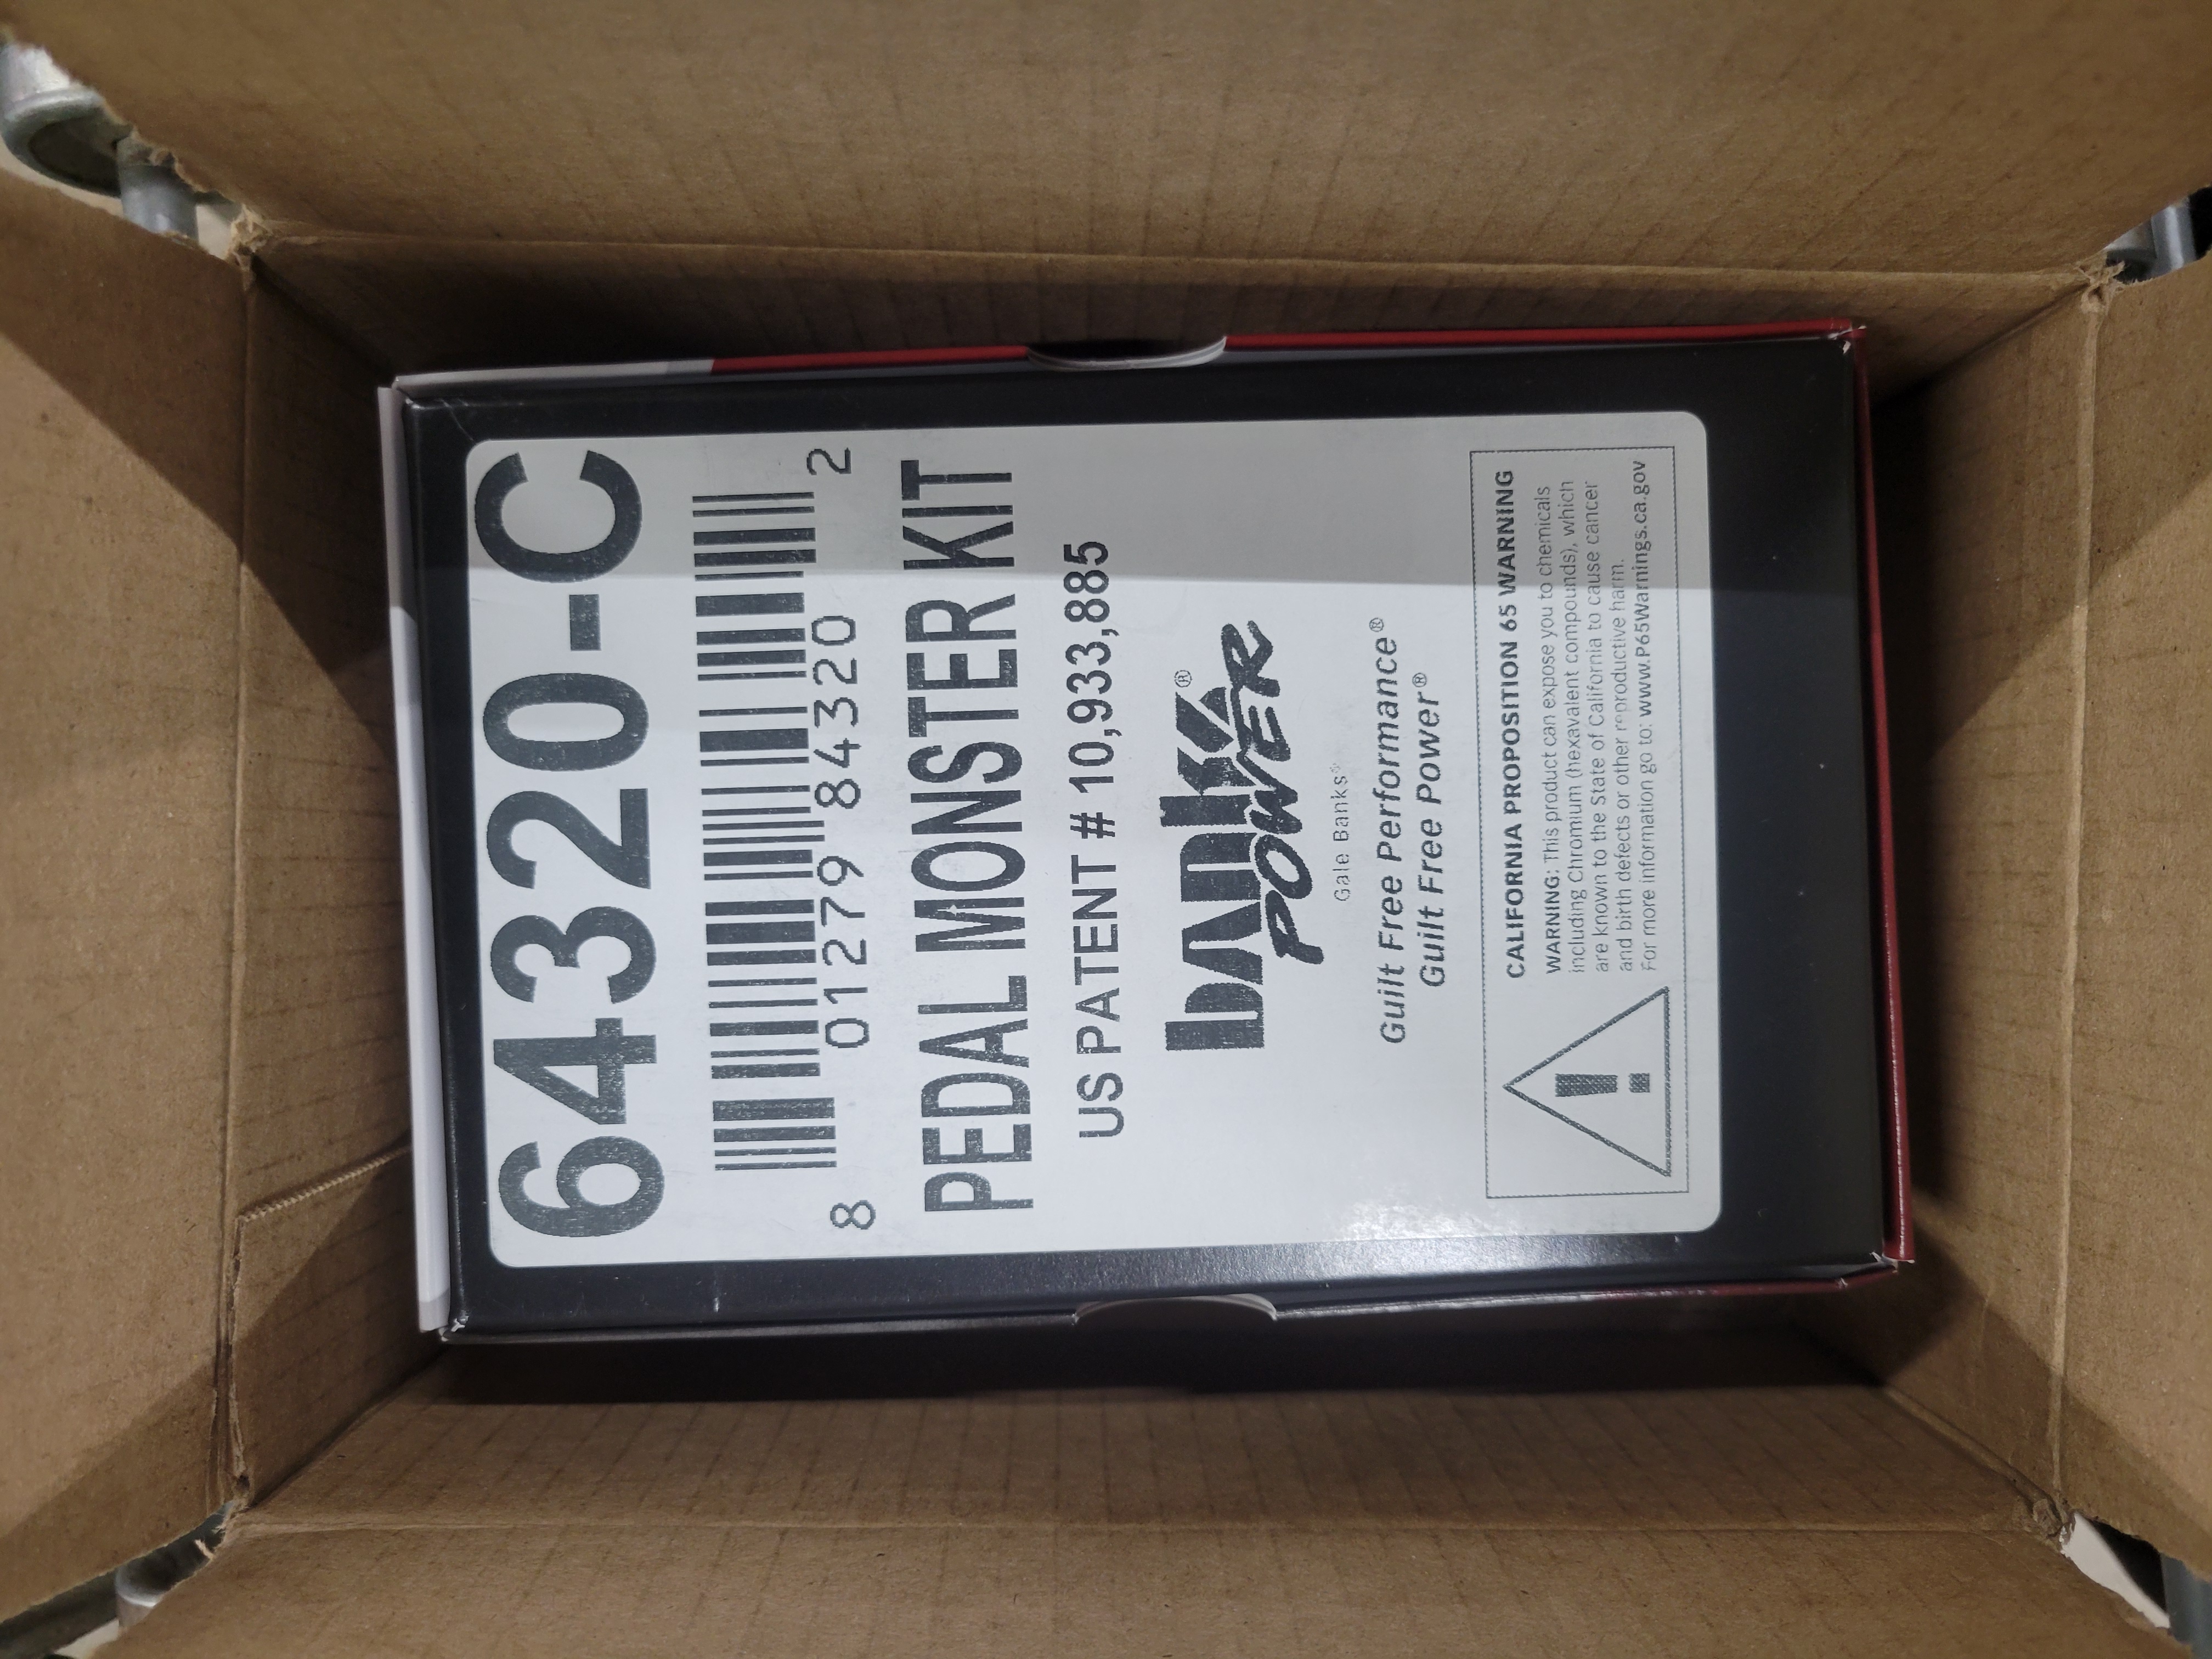 64320-C
8 01279 84320 2
PEDAL MONSTER KIT
US PATENT # 10,933,885
banks®
POWER
Gale Banks®
Guilt Free Performance®
Guilt Free Power®
CALIFORNIA PROPOSITION 65 WARNING
WARNING: This product can expose you to chemicals
including Chromium (hexavalent compounds), which
are known to the State of California to cause cancer
and birth defects or other reproductive harm.
For more information go to: www.P65Warnings.ca.gov